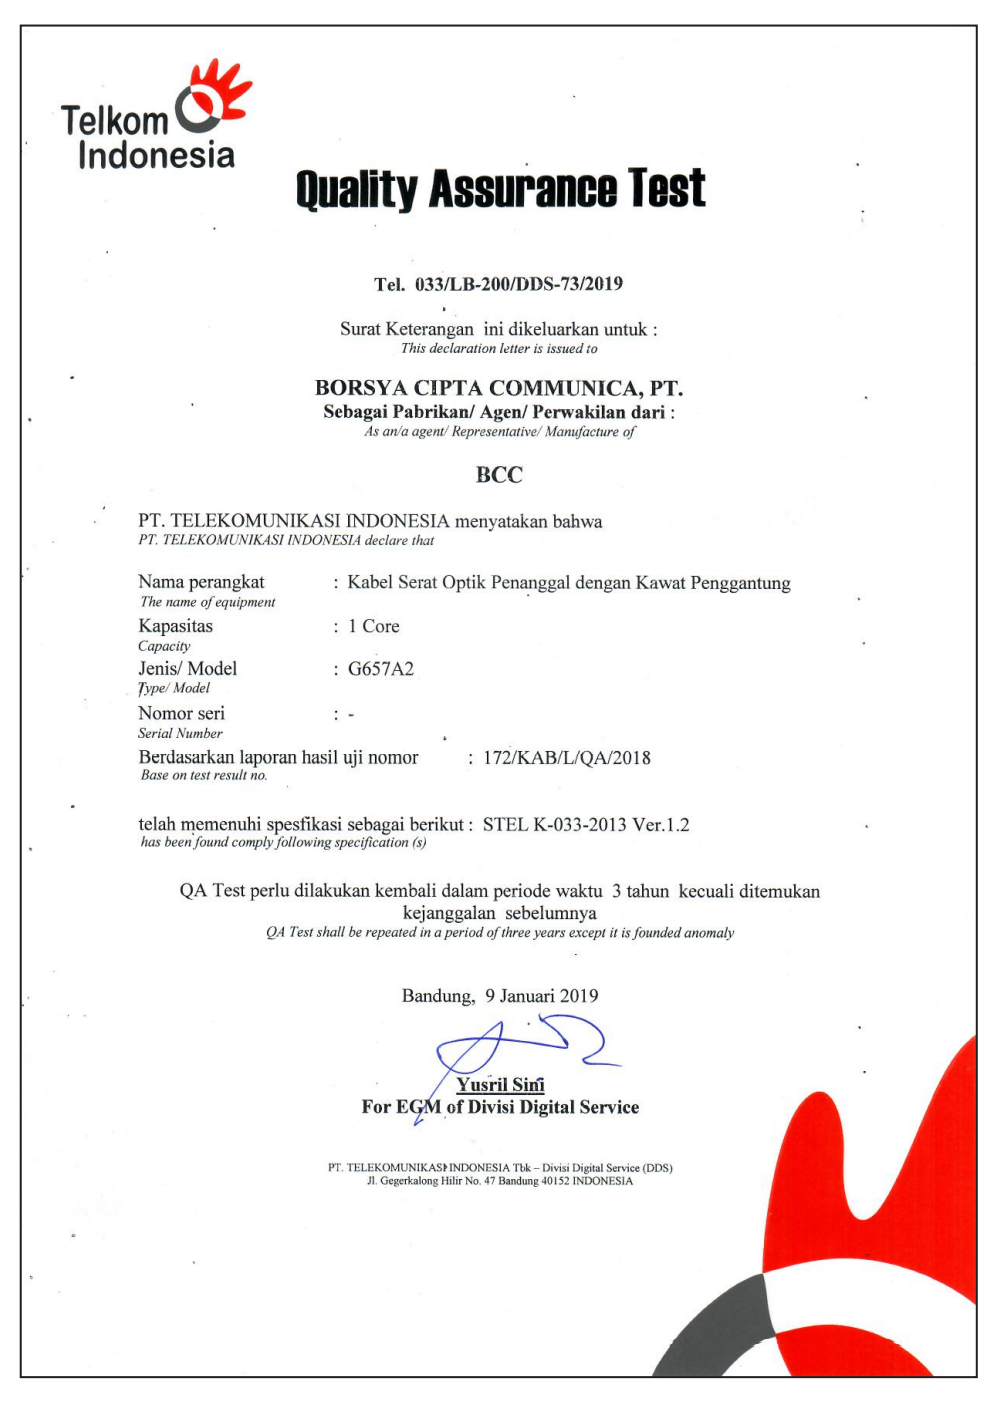 Telkom
Indonesia
Quality Assurance Test
Tel. 033/LB-200/DDS-73/2019
Surat Keterangan ini dikeluarkan untuk :
This declaration letter is issued to
BORSYA CIPTA COMMUNICA, PT.
Sebagai Pabrikan/ Agen/ Perwakilan dari :
As an/a agent/ Representative/ Manufacture of
BCC
PT. TELEKOMUNIKASI INDONESIA menyatakan bahwa
PT. TELEKOMUNIKASI INDONESIA declare that
Nama perangkat : Kabel Serat Optik Penanggal dengan Kawat Penggantung
The name of equipment
Kapasitas : 1 Core
Capacity
Jenis/ Model : G657A2
Type/ Model
Nomor seri : -
Serial Number
Berdasarkan laporan hasil uji nomor : 172/KAB/L/QA/2018
Base on test result no.
telah memenuhi spesfikasi sebagai berikut : STEL K-033-2013 Ver.1.2
has been found comply following specification (s)
QA Test perlu dilakukan kembali dalam periode waktu 3 tahun kecuali ditemukan
kejanggalan sebelumnya
QA Test shall be repeated in a period of three years except it is founded anomaly
Bandung, 9 Januari 2019
Yusril Sini
For EGM of Divisi Digital Service
PT. TELEKOMUNIKASI INDONESIA Tbk – Divisi Digital Service (DDS)
Jl. Gegerkalong Hilir No. 47 Bandung 40152 INDONESIA